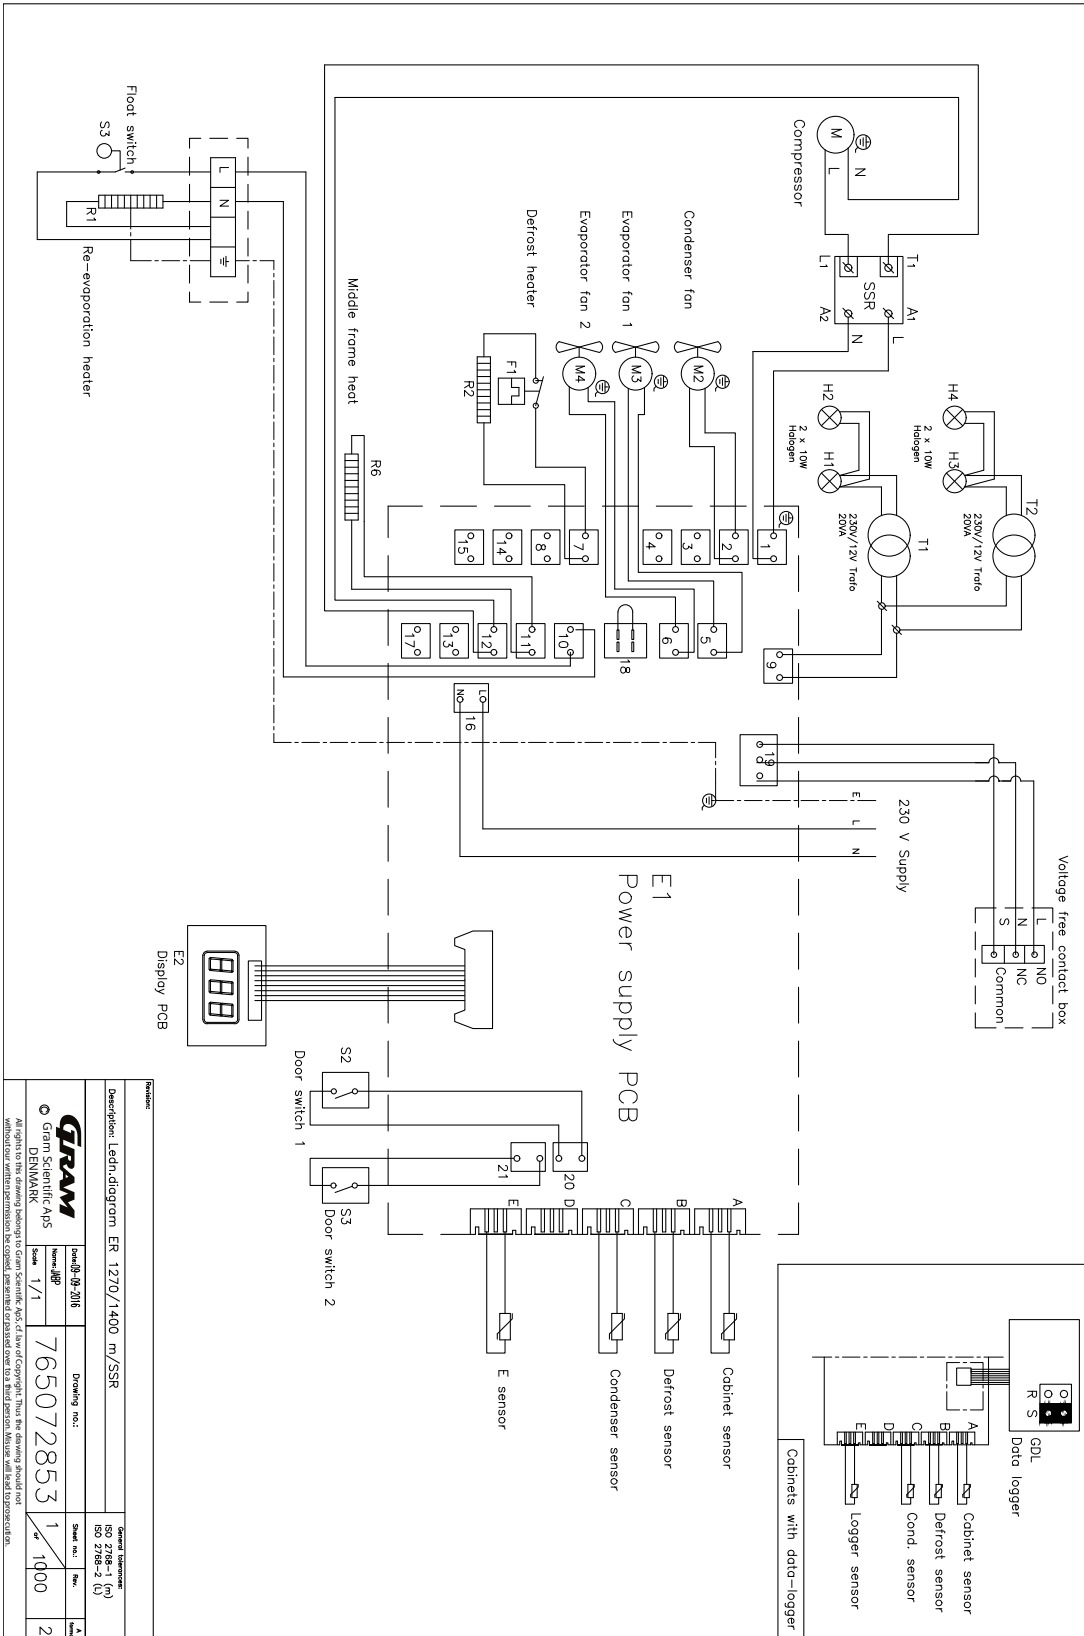 Compressor
M
N
L
T1
L1
SSR
A1
A2
L
N
H4
H3
2 x 10W
Halogen
H2
H1
2 x 10W
Halogen
T2
230V/12V Trafo
20VA
T1
230V/12V Trafo
20VA
Condenser fan
M2
Evaporator fan 1
M3
Evaporator fan 2
M4
Defrost heater
F1
R2
Middle frame heat
R6
Float switch
S3
L
N
R1
Re-evaporation heater
1
2
3
4
7
8
14
15
9
5
6
18
10
11
12
13
17
16
L
N
19
E
L
N
230 V Supply
Voltage free contact box
L
N
S
NO
NC
Common
E1
Power supply PCB
E2
Display PCB
S2
Door switch 1
S3
Door switch 2
20
21
A
B
C
D
E
Cabinet sensor
Defrost sensor
Condenser sensor
E sensor
GDL
Data logger
R
S
A
B
C
D
E
Cabinet sensor
Defrost sensor
Cond. sensor
Logger sensor
Cabinets with data-logger
Revision:
Description: Ledn.diagram ER 1270/1400 m/SSR
General tolerances:
ISO 2768-1 (m)
ISO 2768-2 (L)
GRAM
© Gram Scientific ApS
DENMARK
Date: 09-09-2016
Name: JABP
Scale 1/1
Drawing no.:
765072853
Sheet no.:
1 of 1
Rev.
000
A
2
All rights to this drawing belongs to Gram Scientific ApS, cf. law of Copyright. Thus the drawing should not
without our written permission be copied, presented or passed over to a third person. Misuse will lead to prosecution.